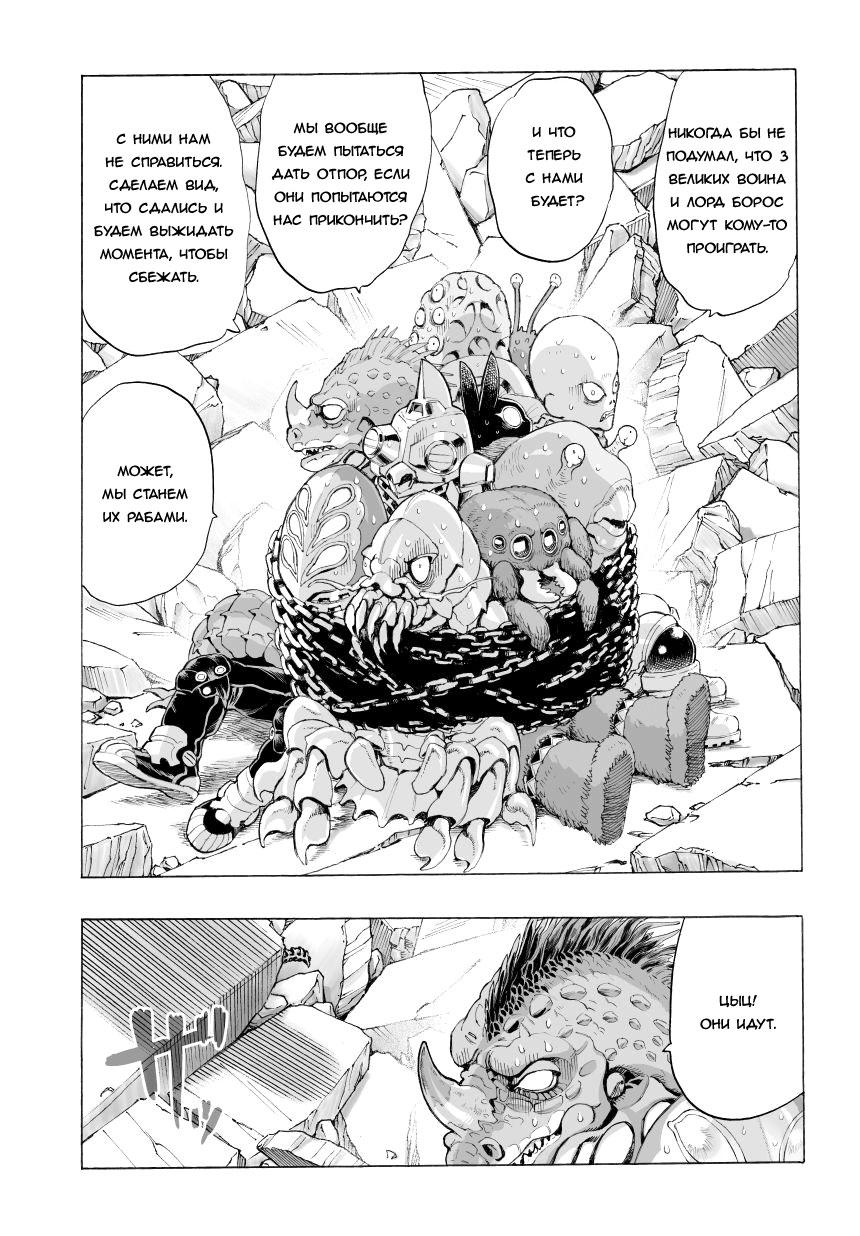 НИКОГДА БЫ НЕ
ПОДУМАЛ, ЧТО 3
ВЕЛИКИХ ВОИНА
И ЛОРД БОРОС
МОГУТ КОМУ-ТО
ПРОИГРАТЬ.
И ЧТО
ТЕПЕРЬ
С НАМИ
БУДЕТ?
МЫ ВООБЩЕ
БУДЕМ ПЫТАТЬСЯ
ДАТЬ ОТПОР, ЕСЛИ
ОНИ ПОПЫТАЮТСЯ
НАС ПРИКОНЧИТЬ?
С НИМИ НАМ
НЕ СПРАВИТЬСЯ.
СДЕЛАЕМ ВИД,
ЧТО СДАЛИСЬ И
БУДЕМ ВЫЖИДАТЬ
МОМЕНТА, ЧТОБЫ
СБЕЖАТЬ.
МОЖЕТ,
МЫ СТАНЕМ
ИХ РАБАМИ.
ЦЫЦ!
ОНИ ИДУТ.
ザッ